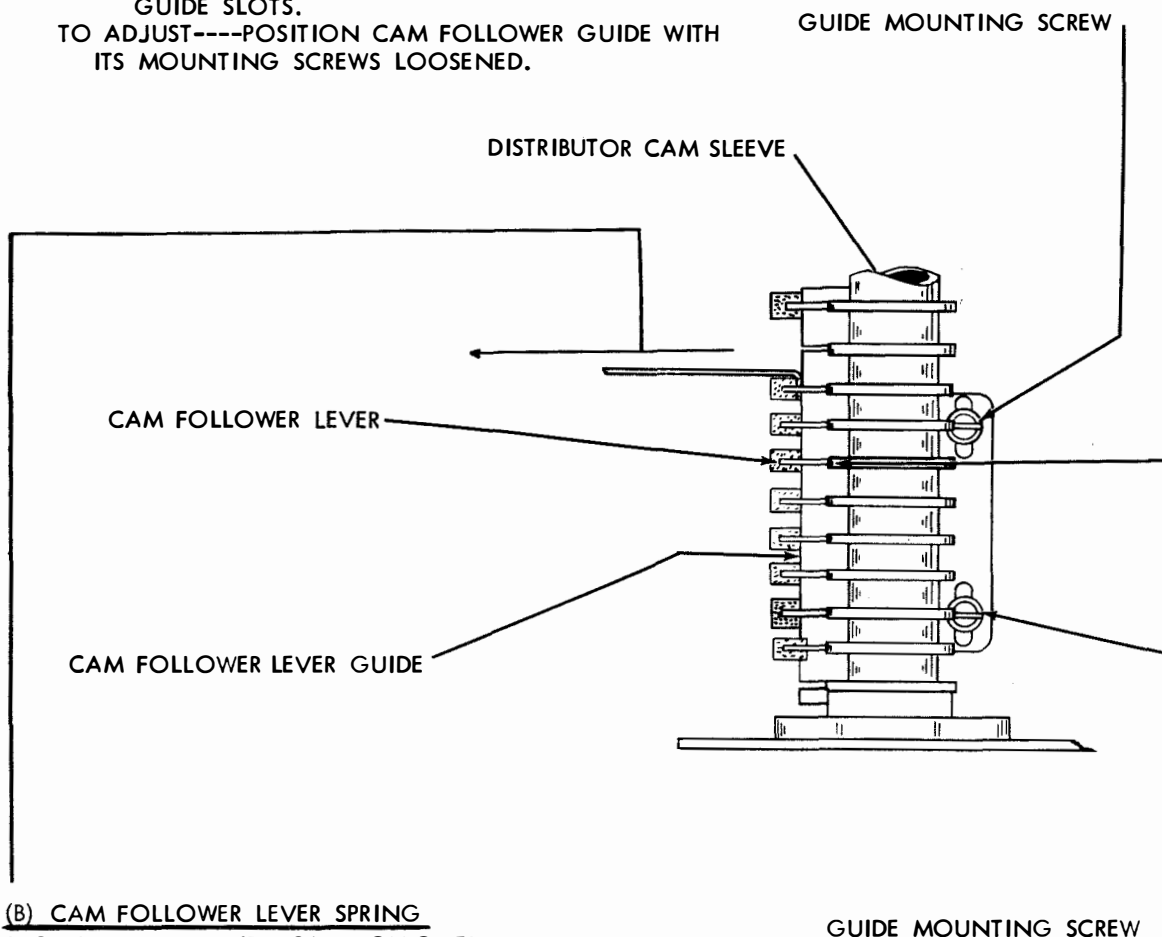 GUIDE SLOTS.
TO ADJUST----POSITION CAM FOLLOWER GUIDE WITH
ITS MOUNTING SCREWS LOOSENED.
GUIDE MOUNTING SCREW
DISTRIBUTOR CAM SLEEVE
CAM FOLLOWER LEVER
CAM FOLLOWER LEVER GUIDE
(B) CAM FOLLOWER LEVER SPRING
GUIDE MOUNTING SCREW